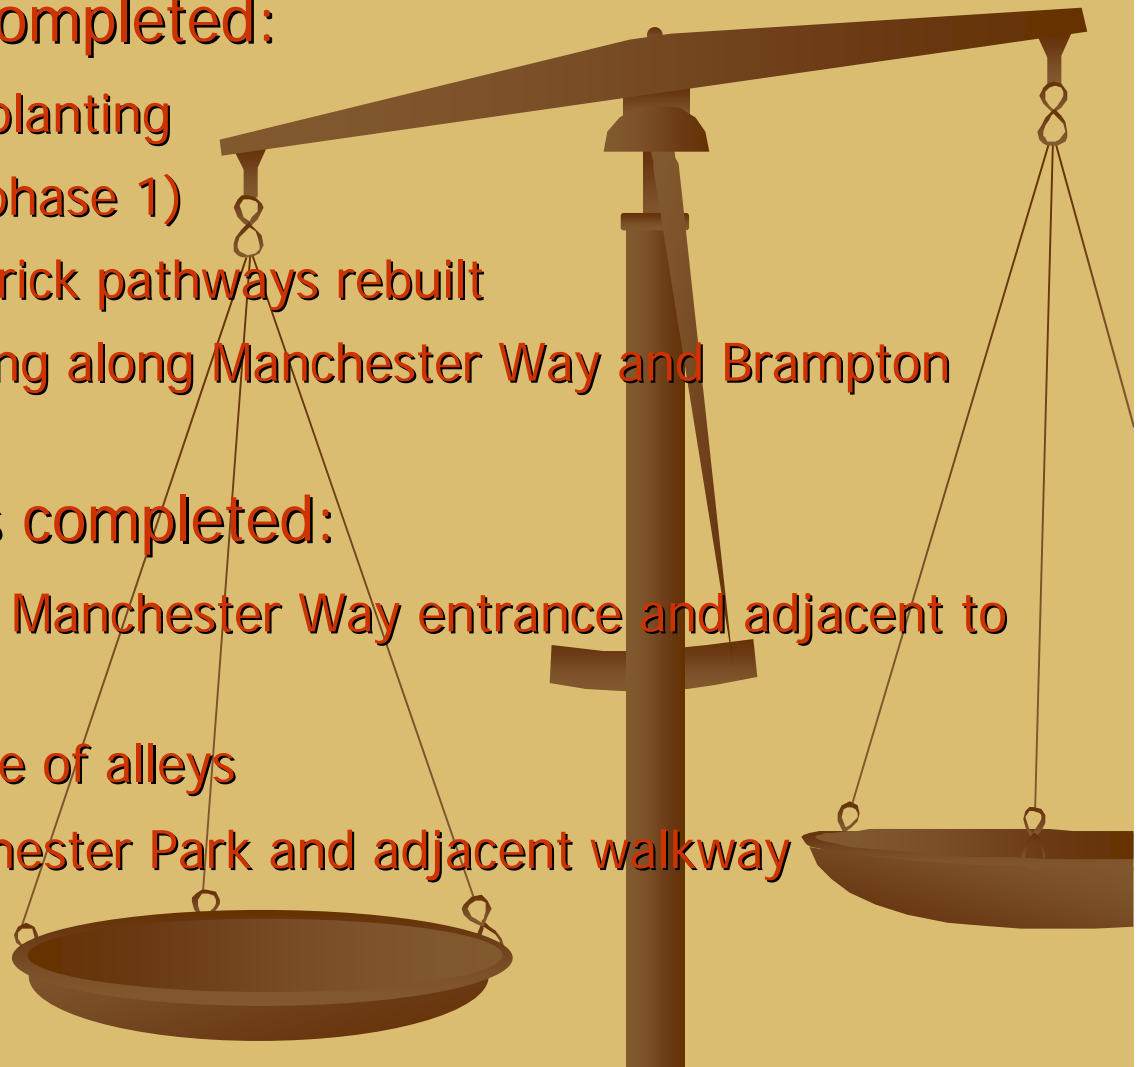 ompleted:
planting
phase 1)
rick pathways rebuilt
ng along Manchester Way and Brampton
s completed:
Manchester Way entrance and adjacent to
e of alleys
hester Park and adjacent walkway